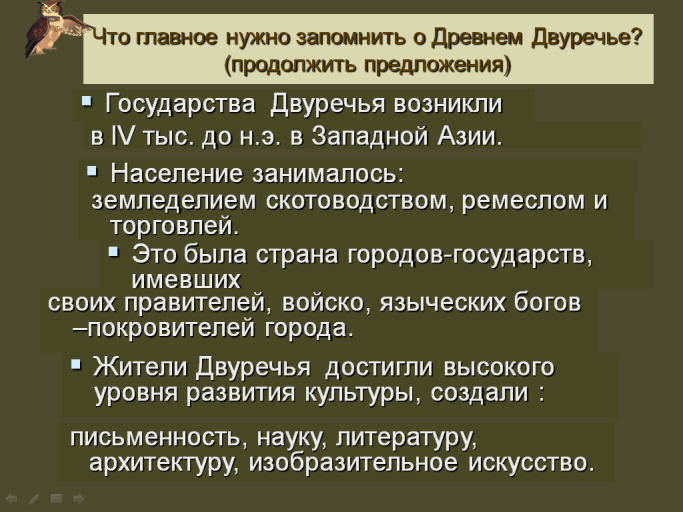 Что главное нужно запомнить о Древнем Двуречье?
(продолжить предложения)
Государства Двуречья возникли
в IV тыс. до н.э. в Западной Азии.
Население занималось:
земледелием скотоводством, ремеслом и
торговлей.
Это была страна городов-государств,
имевших
своих правителей, войско, языческих богов
–покровителей города.
Жители Двуречья достигли высокого
уровня развития культуры, создали :
письменность, науку, литературу,
архитектуру, изобразительное искусство.